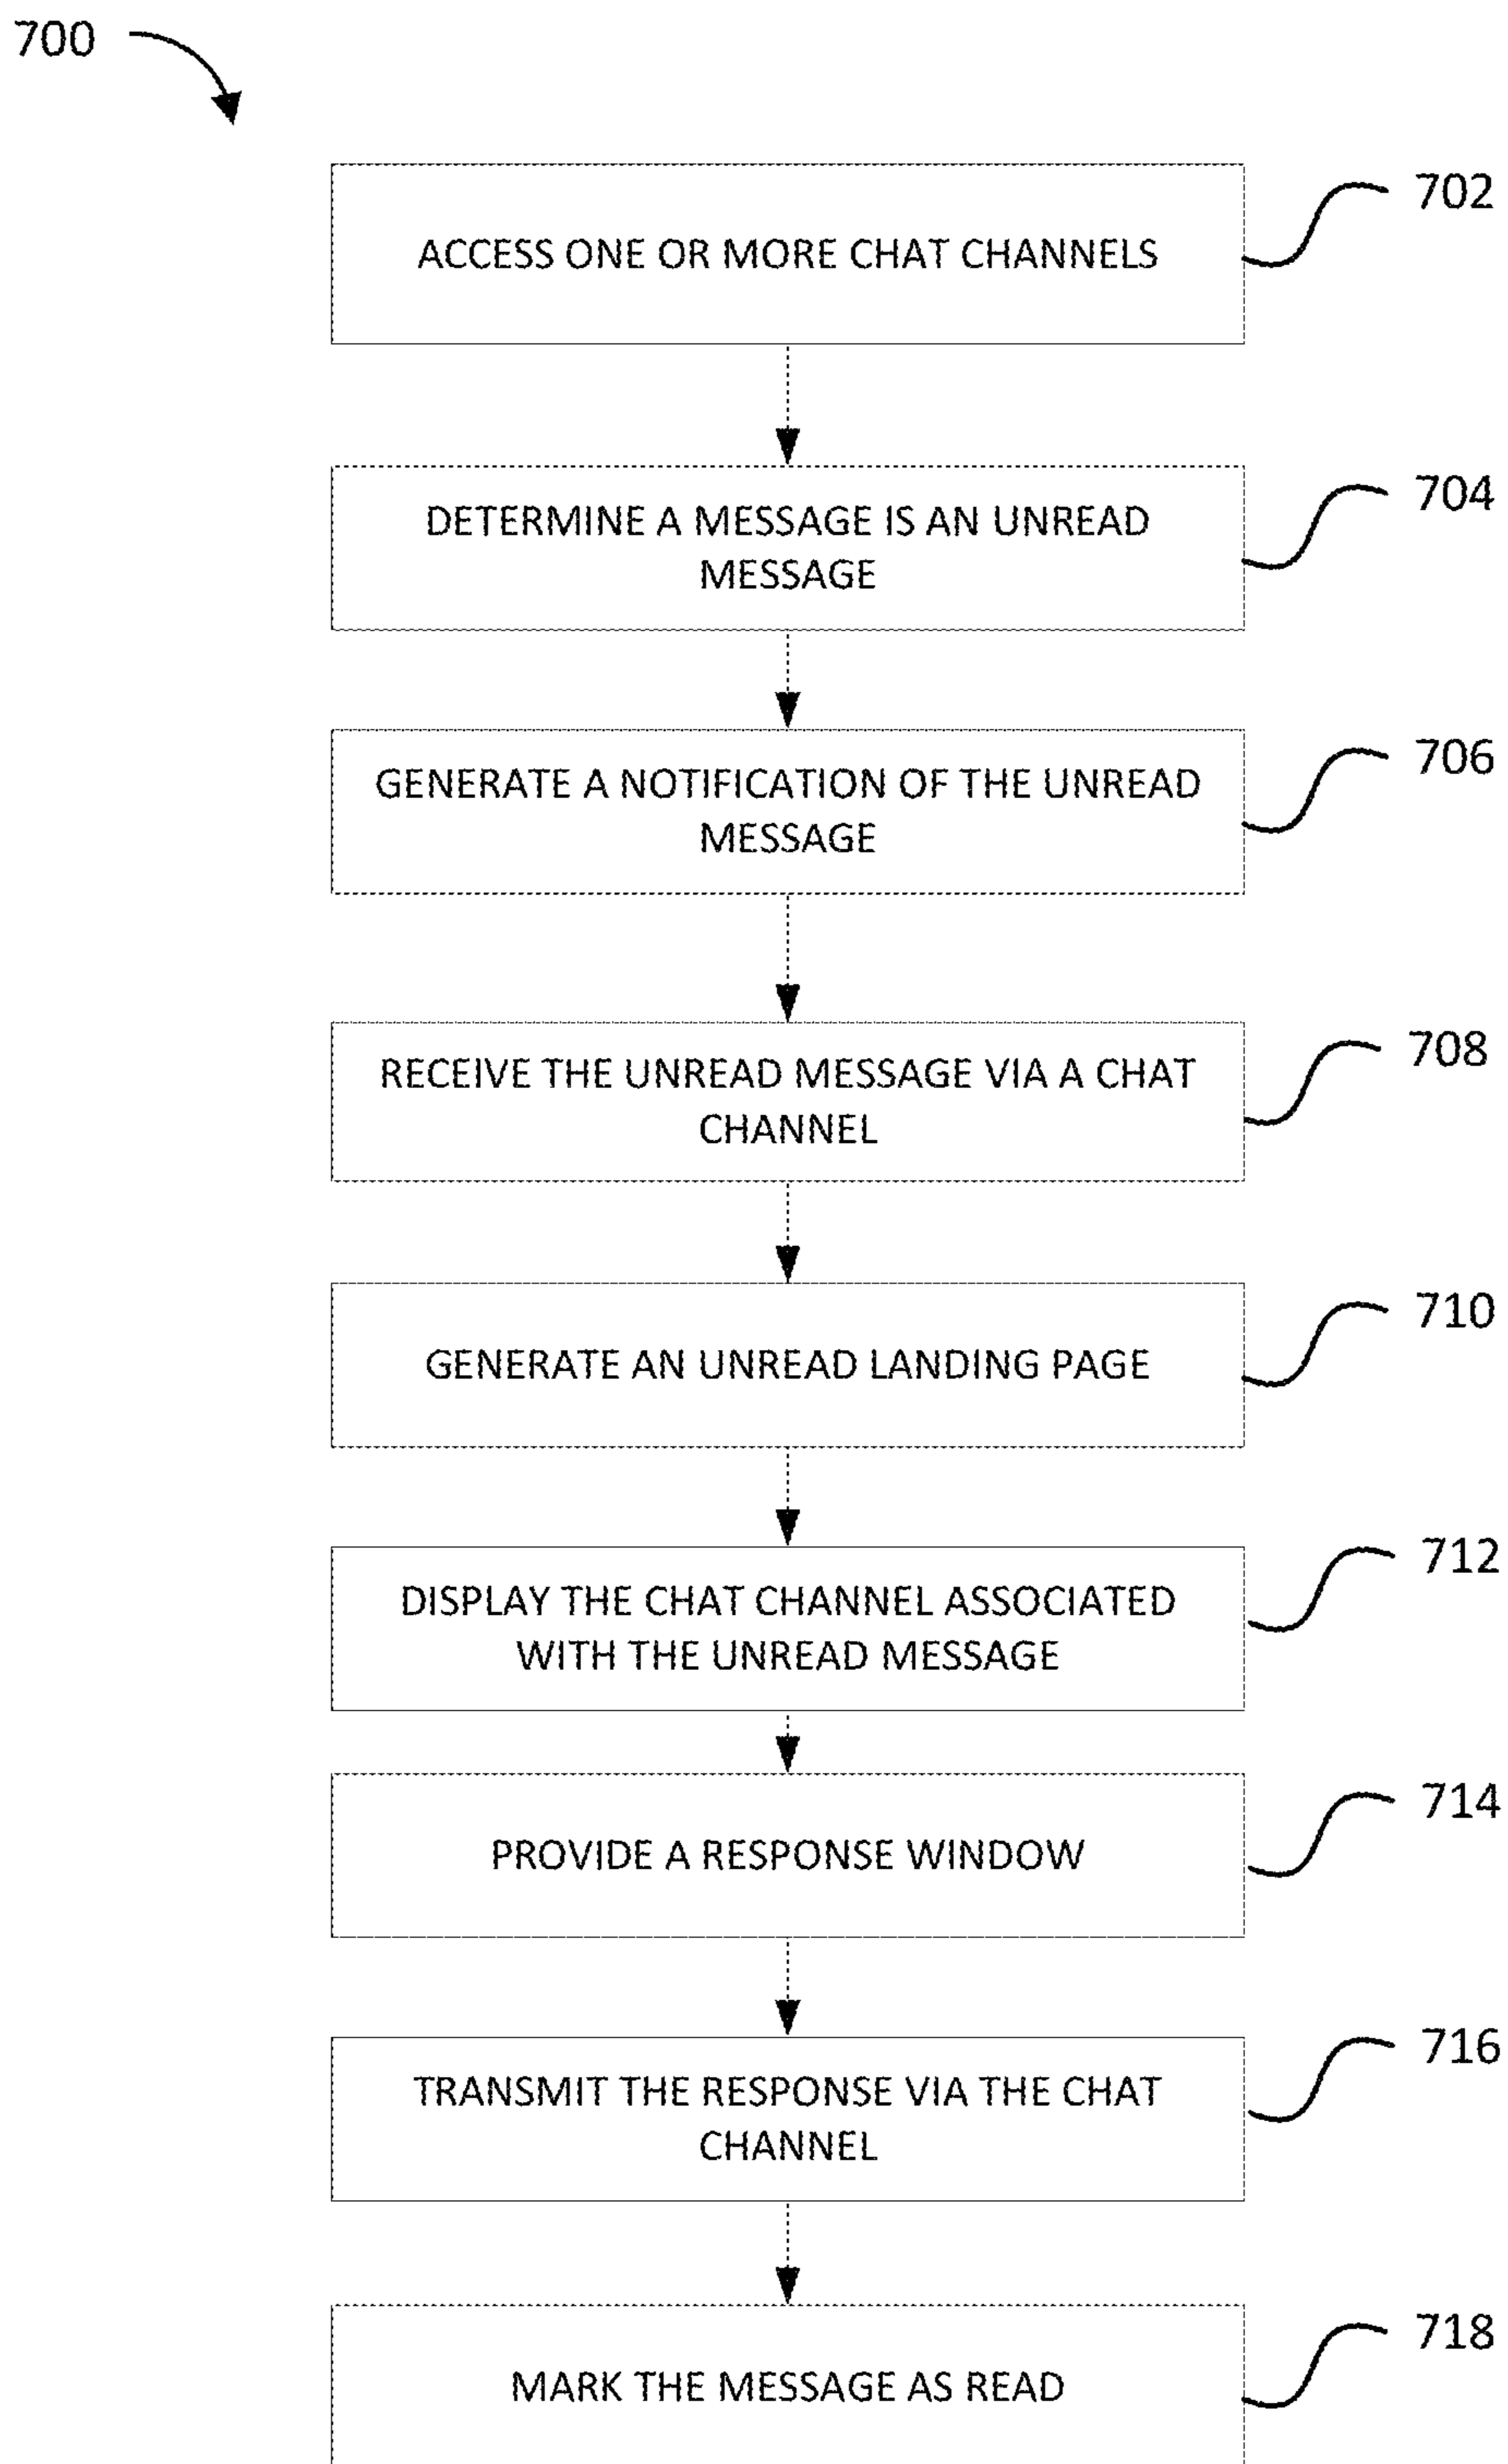 700
702
ACCESS ONE OR MORE CHAT CHANNELS
704
DETERMINE A MESSAGE IS AN UNREAD
MESSAGE
706
GENERATE A NOTIFICATION OF THE UNREAD
MESSAGE
708
RECEIVE THE UNREAD MESSAGE VIA A CHAT
CHANNEL
710
GENERATE AN UNREAD LANDING PAGE
712
DISPLAY THE CHAT CHANNEL ASSOCIATED
WITH THE UNREAD MESSAGE
714
PROVIDE A RESPONSE WINDOW
716
TRANSMIT THE RESPONSE VIA THE CHAT
CHANNEL
718
MARK THE MESSAGE AS READ